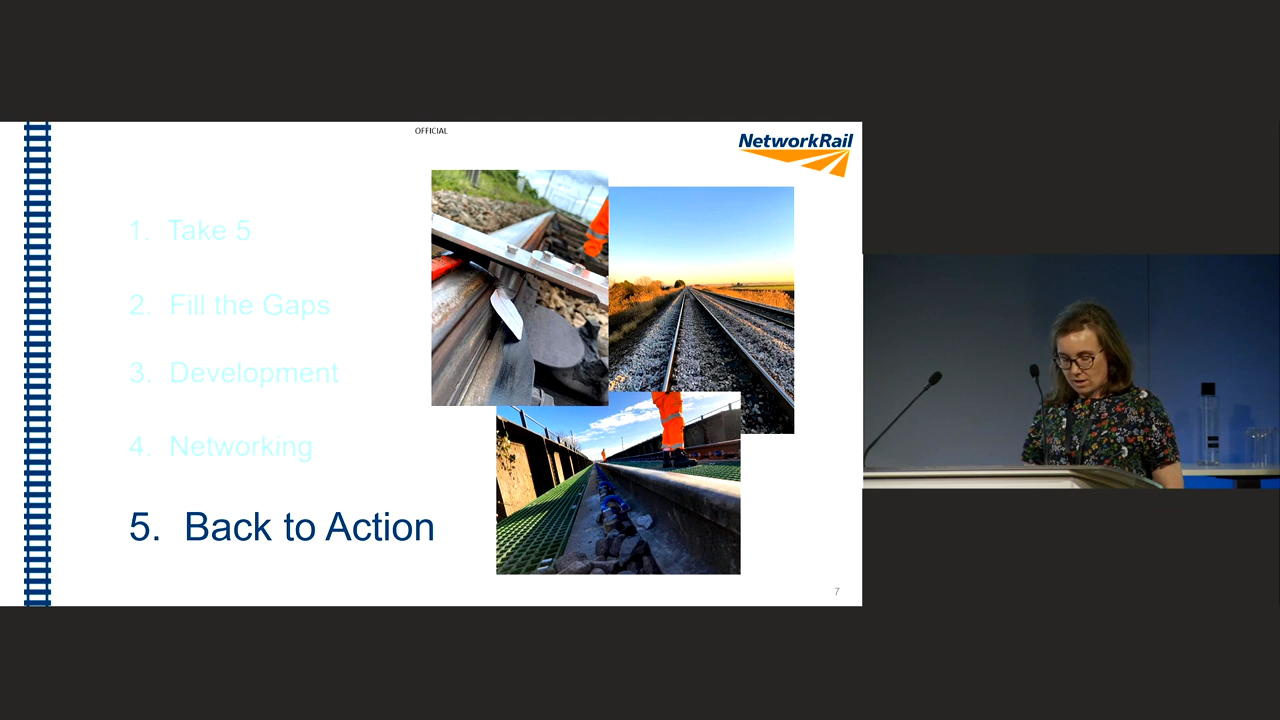 OFFICIAL
NetworkRail
1. Take 5
2. Fill the Gaps
3. Development
4. Networking
5. Back to Action
7